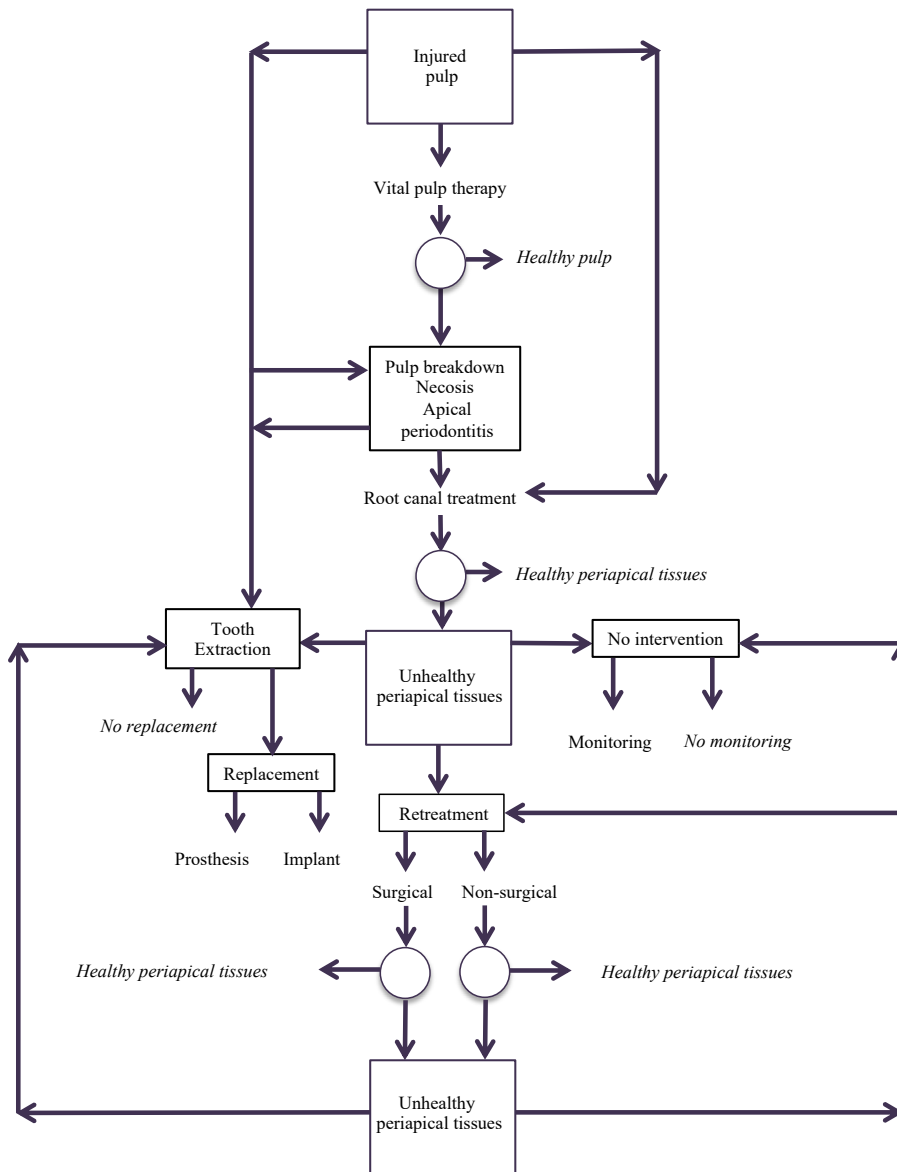 Injured
pulp
Vital pulp therapy
Healthy pulp
Pulp breakdown
Necosis
Apical
periodontitis
Root canal treatment
Healthy periapical tissues
Tooth
Extraction
Unhealthy
periapical tissues
No intervention
No replacement
Monitoring
No monitoring
Replacement
Retreatment
Prosthesis
Implant
Surgical
Non-surgical
Healthy periapical tissues
Healthy periapical tissues
Unhealthy
periapical tissues